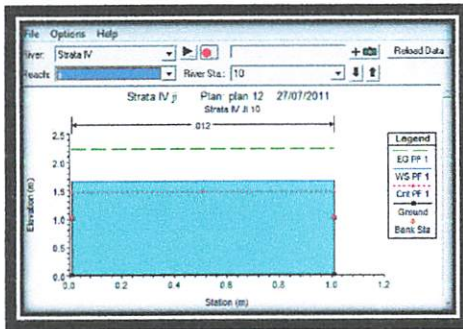 File Options Help
River: Strata IV Reload Data
Reach: River Sta.: 10
Strata IV ji Plan: plan 12 27/07/2011
Strata IV Ji 10
.012
Legend
EG PF 1
WS PF 1
Crit PF 1
Ground
Bank Sta
Elevation (m)
2.5
2.0
1.5
1.0
0.5
0.0
0.0 0.2 0.4 0.6 0.8 1.0 1.2
Station (m)